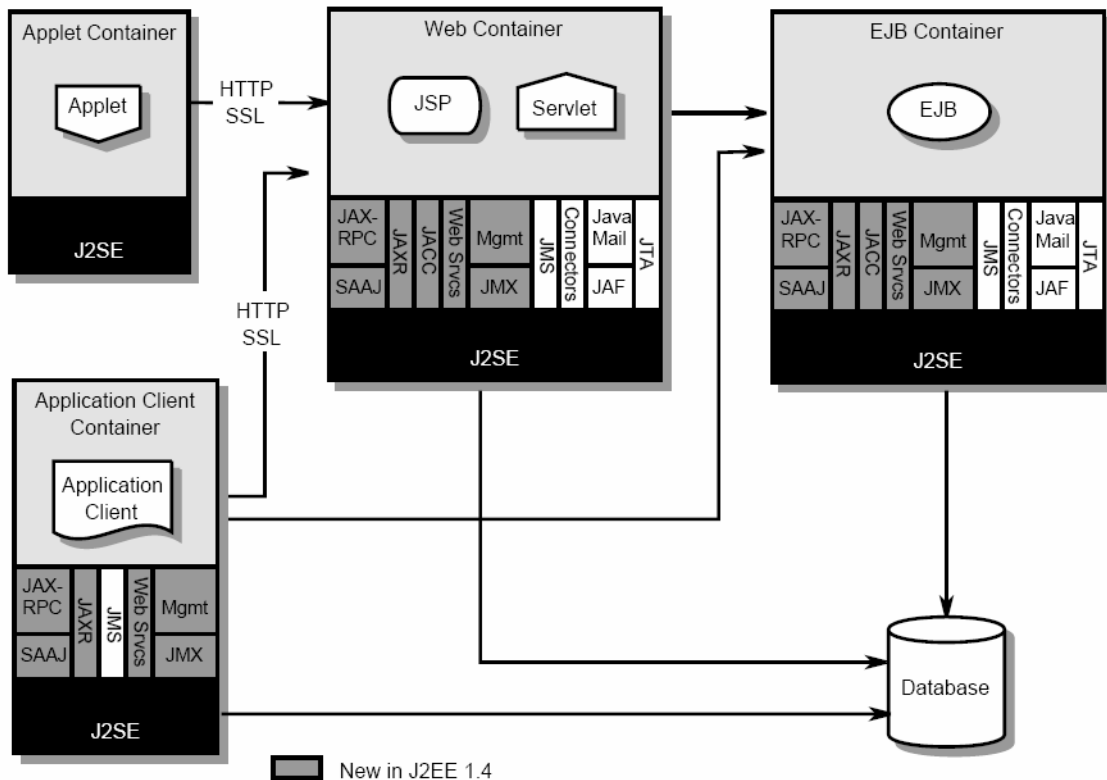 Applet Container
Applet
J2SE
HTTP
SSL
Web Container
JSP
Servlet
JAX-
RPC
SAAJ
JAXR
JACC
Web Srvcs
Mgmt
JMX
JMS
Connectors
Java
Mail
JAF
JTA
J2SE
EJB Container
EJB
JAX-
RPC
SAAJ
JAXR
JACC
Web Srvcs
Mgmt
JMX
JMS
Connectors
Java
Mail
JAF
JTA
J2SE
HTTP
SSL
Application Client
Container
Application
Client
JAX-
RPC
SAAJ
JAXR
JMS
Web Srvcs
Mgmt
JMX
J2SE
Database
New in J2EE 1.4